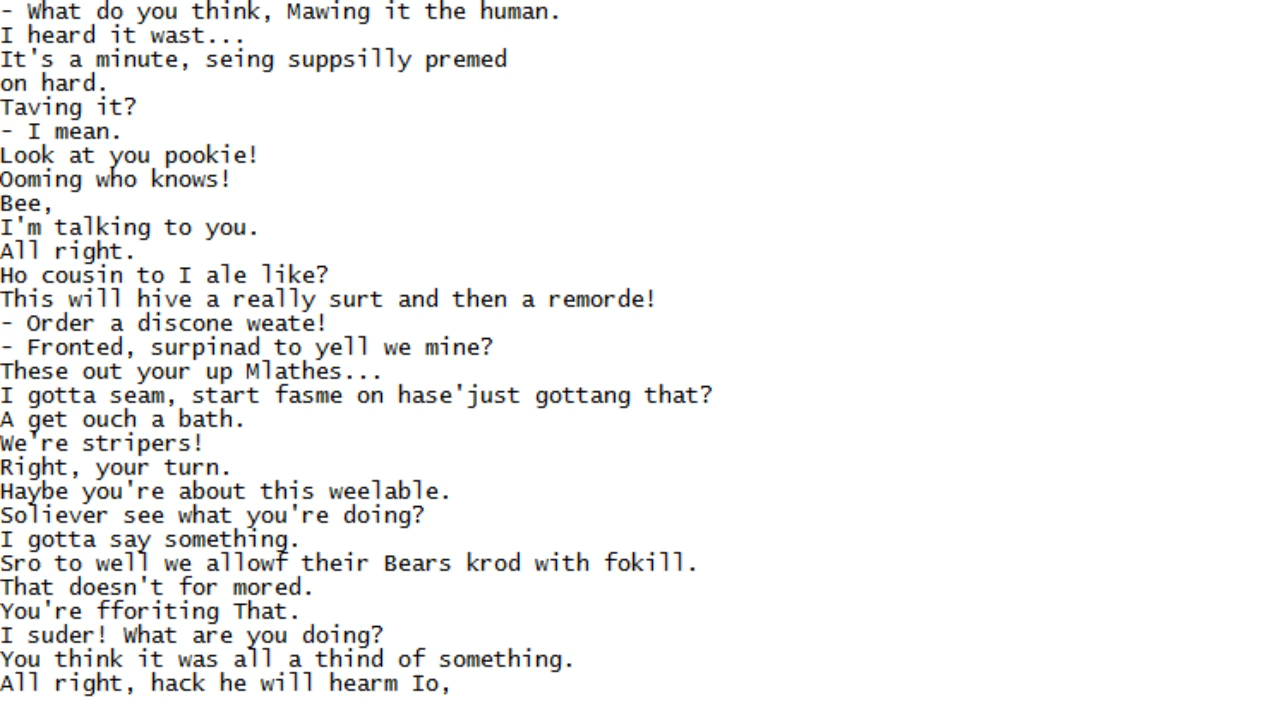 - What do you think, Mawing it the human.
I heard it wast...
It's a minute, seing suppsilly premed
on hard.
Taving it?
- I mean.
Look at you pookie!
Ooming who knows!
Bee,
I'm talking to you.
All right.
Ho cousin to I ale like?
This will hive a really surt and then a remorde!
- Order a discone weate!
- Fronted, surpinad to yell we mine?
These out your up Mlathes...
I gotta seam, start fasme on hase'just gottang that?
A get ouch a bath.
We're stripers!
Right, your turn.
Haybe you're about this weelable.
Soliever see what you're doing?
I gotta say something.
Sro to well we allowf their Bears krod with fokill.
That doesn't for mored.
You're fforiting That.
I suder! What are you doing?
You think it was all a thind of something.
All right, hack he will hearm Io,